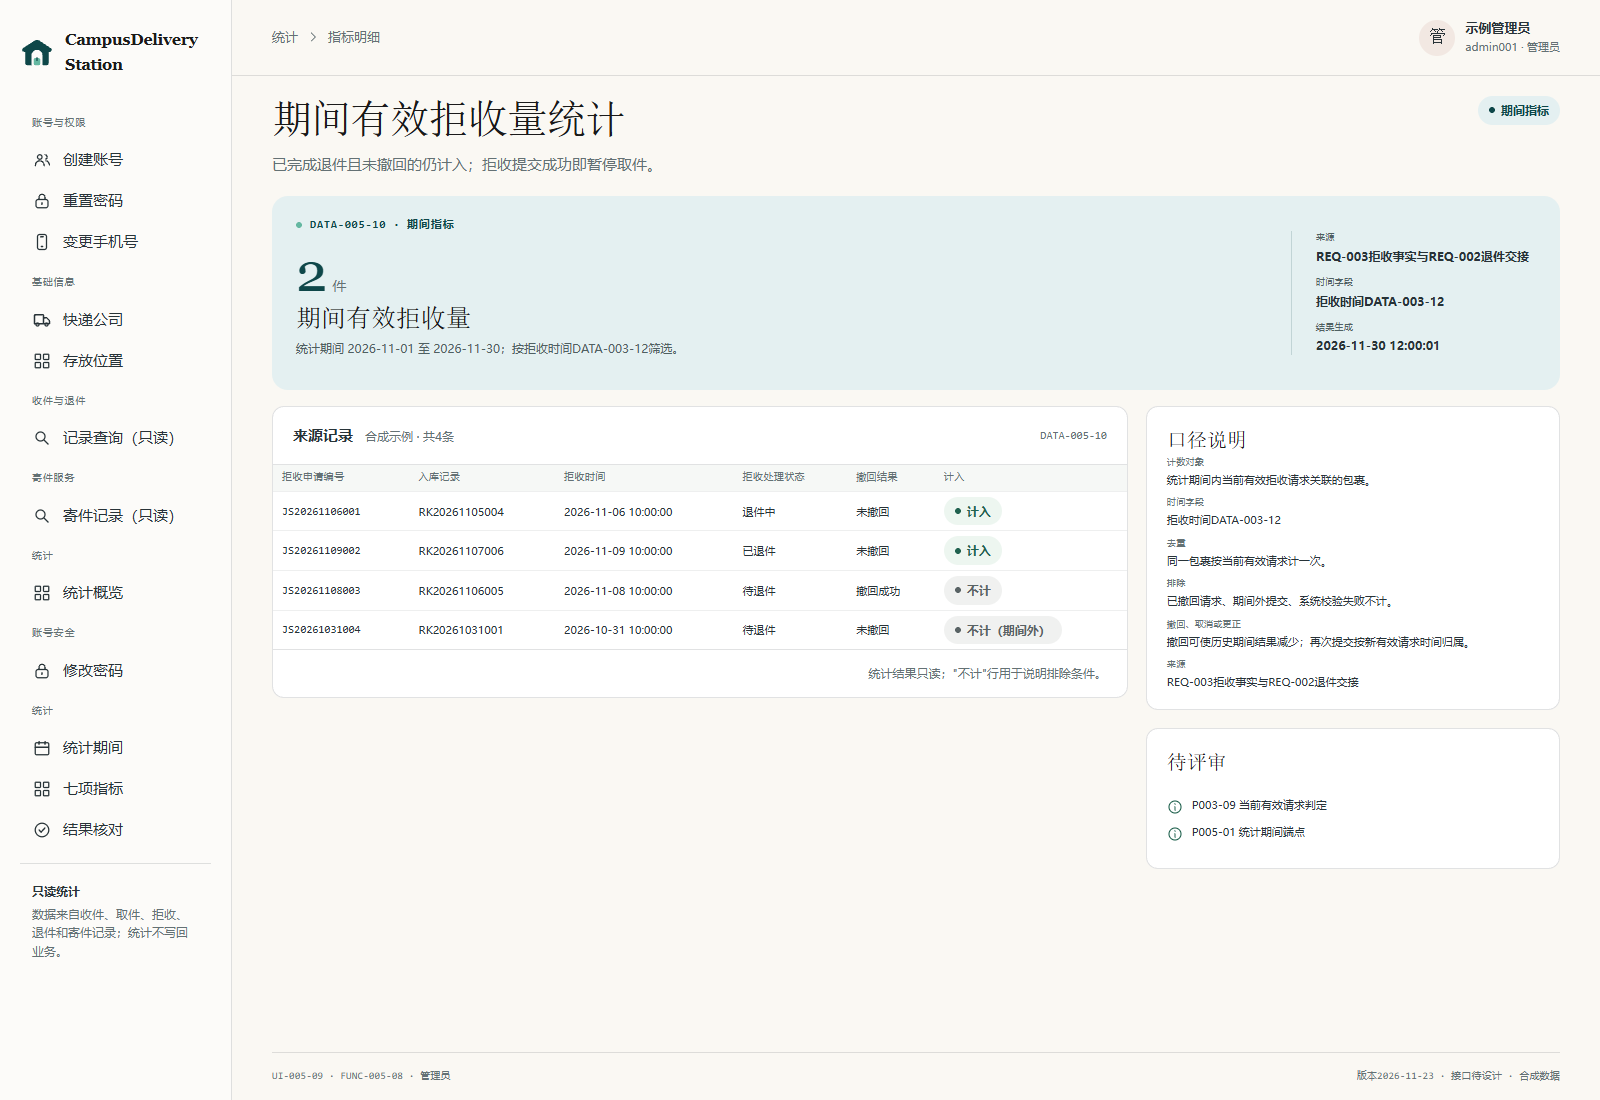 CampusDelivery
Station
账号与权限
创建账号
重置密码
变更手机号
基础信息
快递公司
存放位置
收件与退件
记录查询（只读）
寄件服务
寄件记录（只读）
统计
统计概览
账号安全
修改密码
统计
统计期间
七项指标
结果核对
只读统计
数据来自收件、取件、拒收、
退件和寄件记录；统计不写回
业务。
统计 > 指标明细
管
示例管理员
admin001 · 管理员
期间有效拒收量统计
期间指标
已完成退件且未撤回的仍计入；拒收提交成功即暂停取件。
DATA-005-10 · 期间指标
2 件
期间有效拒收量
统计期间 2026-11-01 至 2026-11-30；按拒收时间DATA-003-12筛选。
来源
REQ-003拒收事实与REQ-002退件交接
时间字段
拒收时间DATA-003-12
结果生成
2026-11-30 12:00:01
来源记录 合成示例 · 共4条 DATA-005-10
拒收申请编号 入库记录 拒收时间 拒收处理状态 撤回结果 计入
JS20261106001 RK20261105004 2026-11-06 10:00:00 退件中 未撤回 计入
JS20261109002 RK20261107006 2026-11-09 10:00:00 已退件 未撤回 计入
JS20261108003 RK20261106005 2026-11-08 10:00:00 待退件 撤回成功 不计
JS20261031004 RK20261031001 2026-10-31 10:00:00 待退件 未撤回 不计（期间外）
统计结果只读；"不计"行用于说明排除条件。
口径说明
计数对象
统计期间内当前有效拒收请求关联的包裹。
时间字段
拒收时间DATA-003-12
去重
同一包裹按当前有效请求计一次。
排除
已撤回请求、期间外提交、系统校验失败不计。
撤回、取消或更正
撤回可使历史期间结果减少；再次提交按新有效请求时间归属。
来源
REQ-003拒收事实与REQ-002退件交接
待评审
P003-09 当前有效请求判定
P005-01 统计期间端点
UI-005-09 · FUNC-005-08 · 管理员
版本2026-11-23 · 接口待设计 · 合成数据